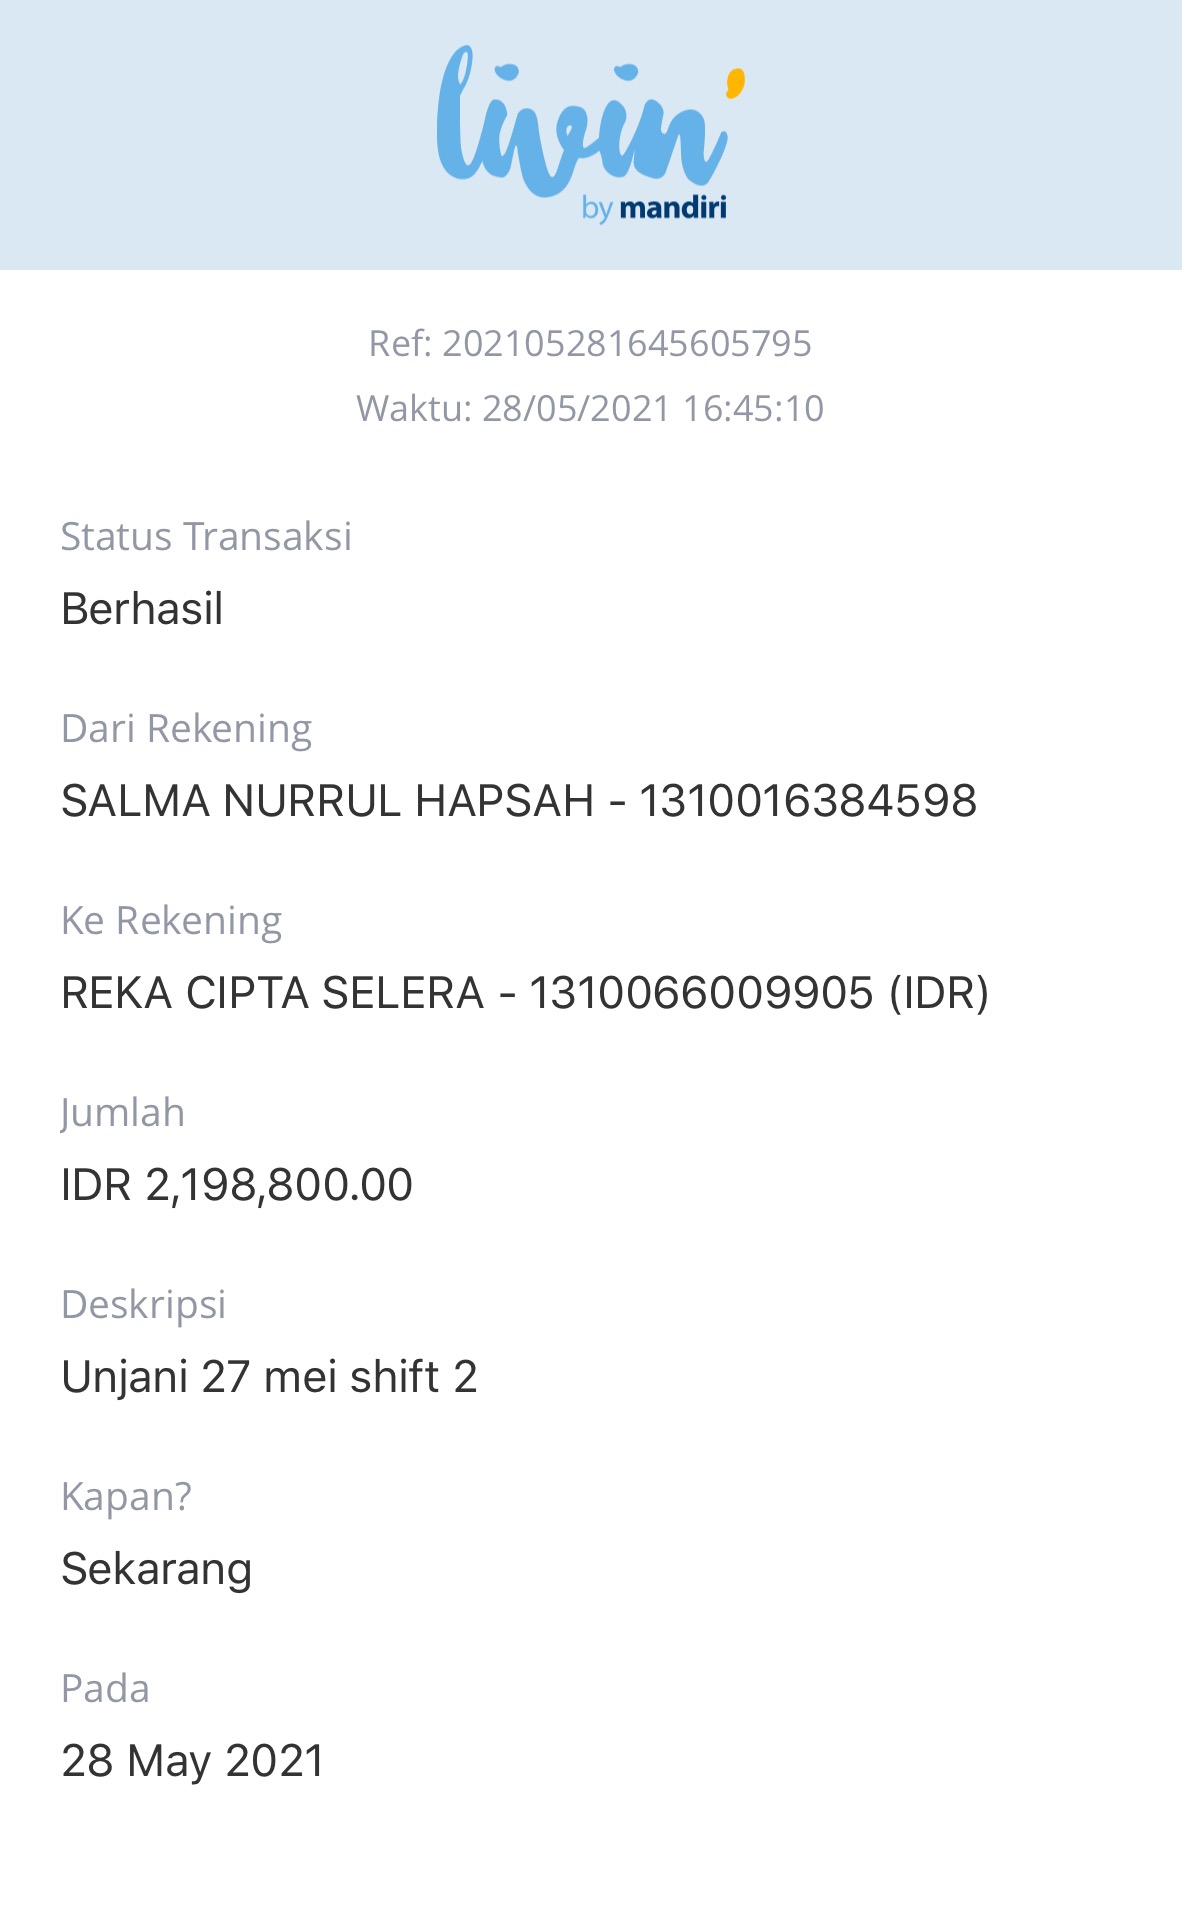 livin'
by mandiri
Ref: 202105281645605795
Waktu: 28/05/2021 16:45:10
Status Transaksi
Berhasil
Dari Rekening
SALMA NURRUL HAPSAH - 1310016384598
Ke Rekening
REKA CIPTA SELERA - 1310066009905 (IDR)
Jumlah
IDR 2,198,800.00
Deskripsi
Unjani 27 mei shift 2
Kapan?
Sekarang
Pada
28 May 2021